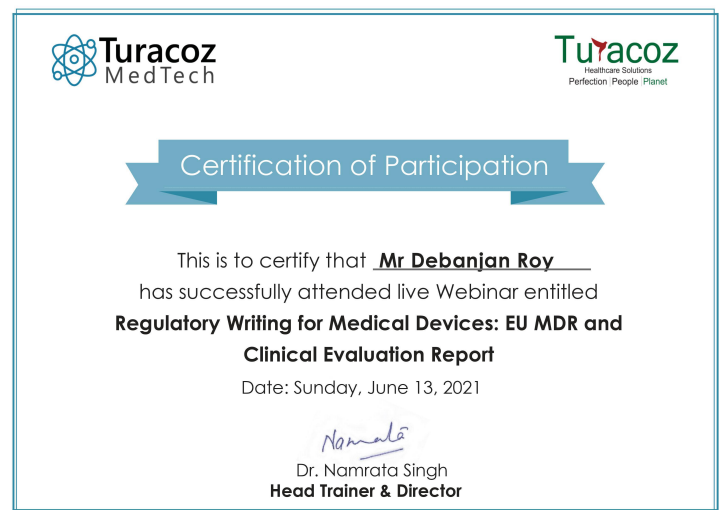 Turacoz
MedTech
Turacoz
Healthcare Solutions
Perfection | People | Planet
Certification of Participation
This is to certify that Mr Debanjan Roy
has successfully attended live Webinar entitled
Regulatory Writing for Medical Devices: EU MDR and
Clinical Evaluation Report
Date: Sunday, June 13, 2021
Namrata
Dr. Namrata Singh
Head Trainer & Director